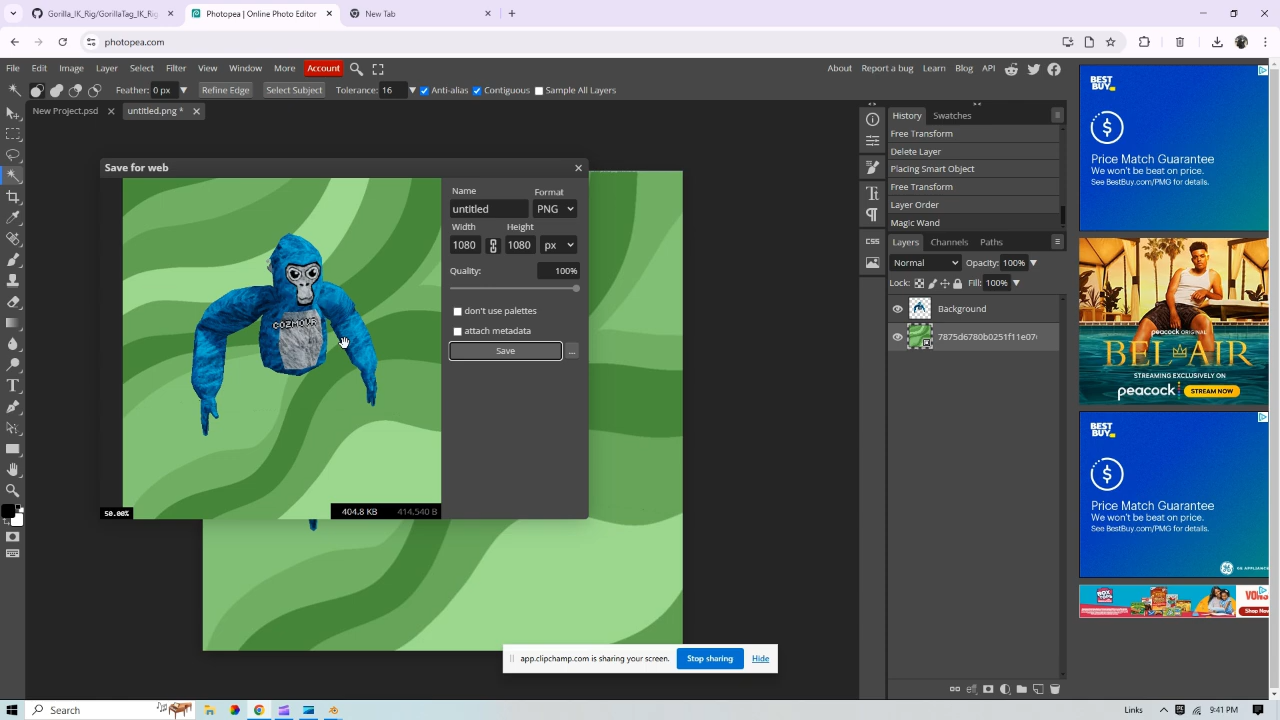 Gorilla_IK_Rig/GorillaTag_IK_Rig
Photopea | Online Photo Editor
New Tab
photopea.com
File Edit Image Layer Select Filter View Window More Account
About Report a bug Learn Blog API
Feather: 0 px Refine Edge Select Subject Tolerance: 16 Anti-alias Contiguous Sample All Layers
New Project.psd
untitled.png *
Save for web
Name
Format
untitled
PNG
Width
Height
1080
1080
px
Quality:
100%
don't use palettes
attach metadata
Save
...
COZMOUR
50.00%
404.8 KB 414,540 B
History Swatches
Free Transform
Delete Layer
Placing Smart Object
Free Transform
Layer Order
Magic Wand
CSS
Layers Channels Paths
Normal Opacity: 100%
Lock: Fill: 100%
Background
7875d6780b0251f11e07
BEST BUY
Price Match Guarantee
We won't be beat on price.
See BestBuy.com/PMG for details.
peacock ORIGINAL
BEL-AIR
STREAMING EXCLUSIVELY ON
peacock STREAM NOW
BEST BUY
Price Match Guarantee
We won't be beat on price.
See BestBuy.com/PMG for details.
GE APPLIANCES
Shop Now
app.clipchamp.com is sharing your screen.
Stop sharing
Hide
Search
Links
9:41 PM